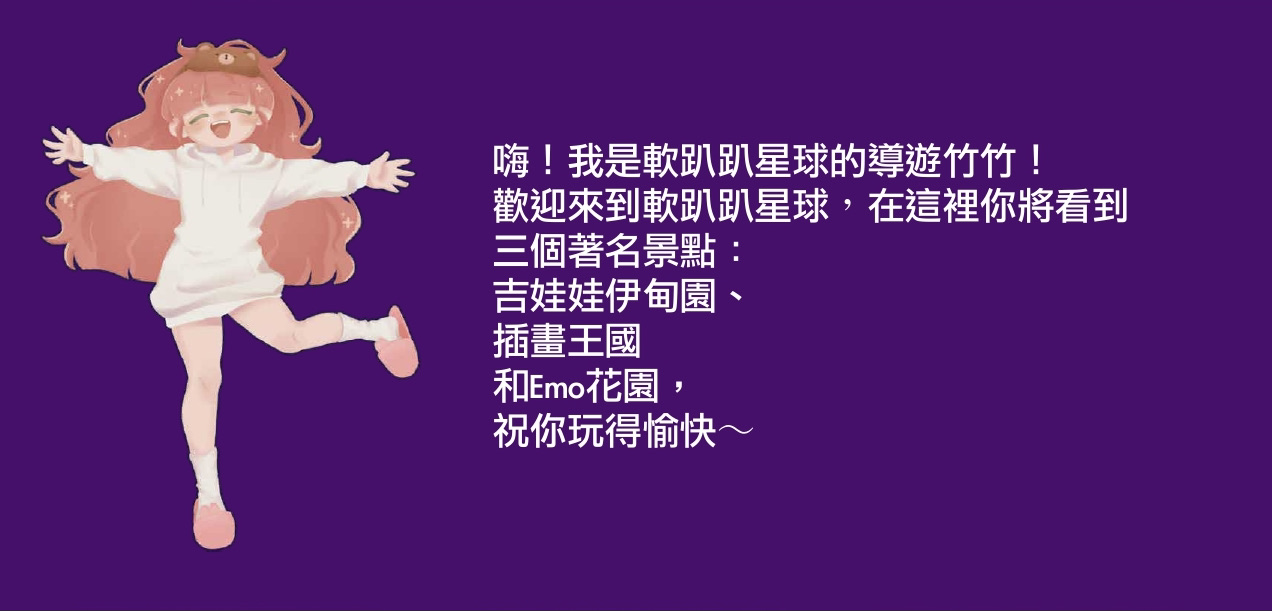 嗨！我是軟趴趴星球的導遊竹竹！
歡迎來到軟趴趴星球，在這裡你將看到
三個著名景點：
吉娃娃伊甸園、
插畫王國
和Emo花園，
祝你玩得愉快～